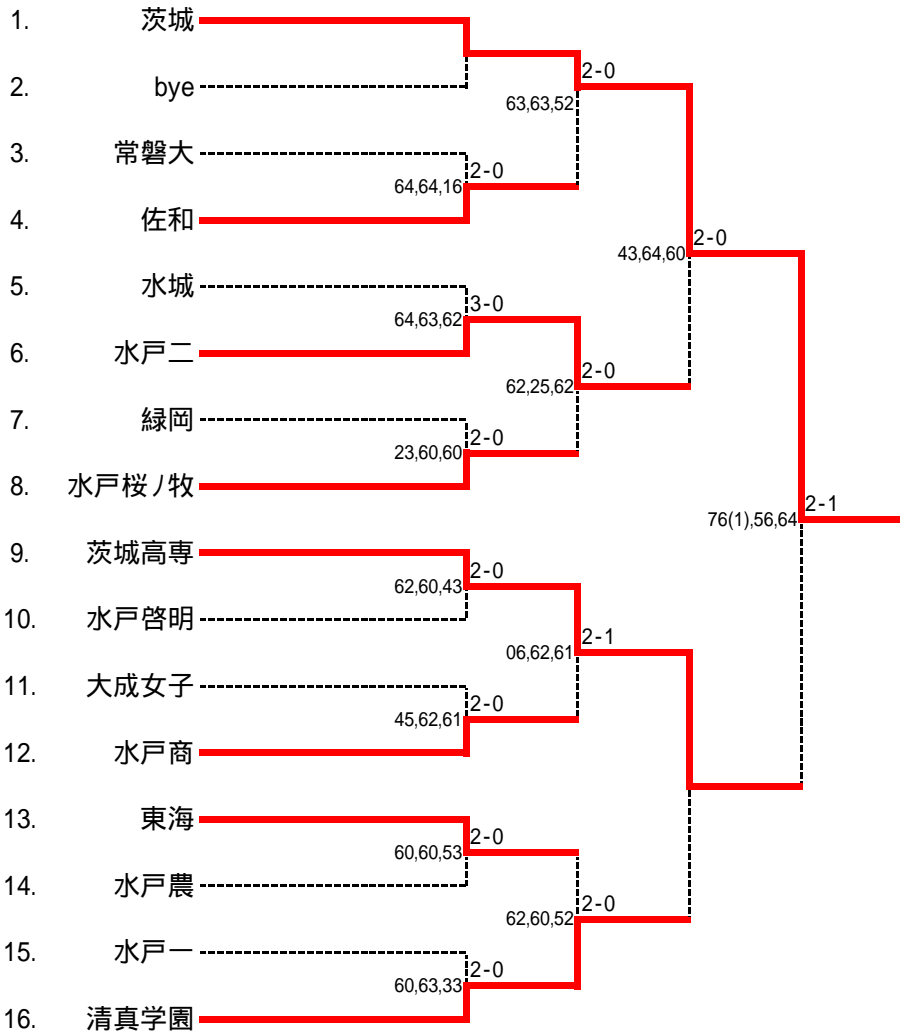 1. 茨城
2-0
2. bye
63,63,52
3. 常磐大
2-0
64,64,16
4. 佐和
2-0
43,64,60
5. 水城
3-0
64,63,62
6. 水戸二
2-0
62,25,62
7. 緑岡
2-0
23,60,60
8. 水戸桜ノ牧
2-1
76(1),56,64
9. 茨城高専
2-0
62,60,43
10. 水戸啓明
2-1
06,62,61
11. 大成女子
2-0
45,62,61
12. 水戸商
13. 東海
2-0
60,60,53
14. 水戸農
2-0
62,60,52
15. 水戸一
2-0
60,63,33
16. 清真学園